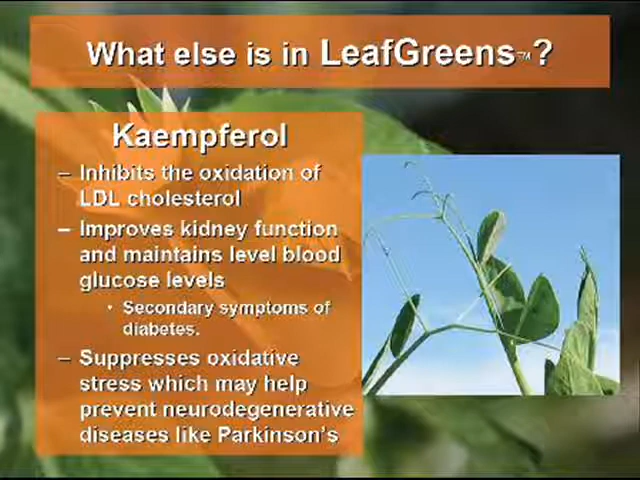 What else is in LeafGreens™?
Kaempferol
– Inhibits the oxidation of
LDL cholesterol
– Improves kidney function
and maintains level blood
glucose levels
• Secondary symptoms of
diabetes.
– Suppresses oxidative
stress which may help
prevent neurodegenerative
diseases like Parkinson's